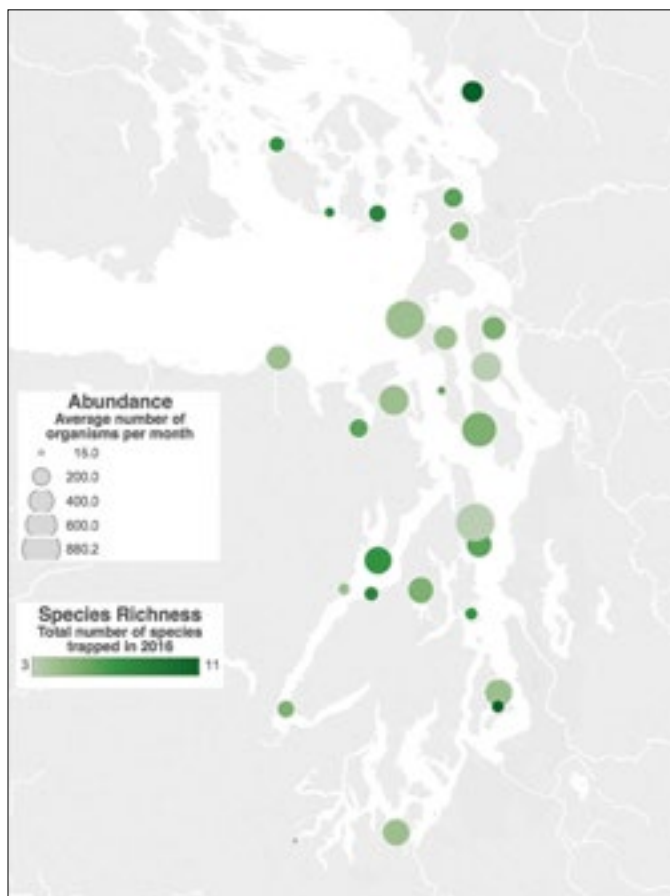 Abundance
Average number of
organisms per month
15.0
200.0
400.0
600.0
880.2
Species Richness
Total number of species
trapped in 2016
3
11